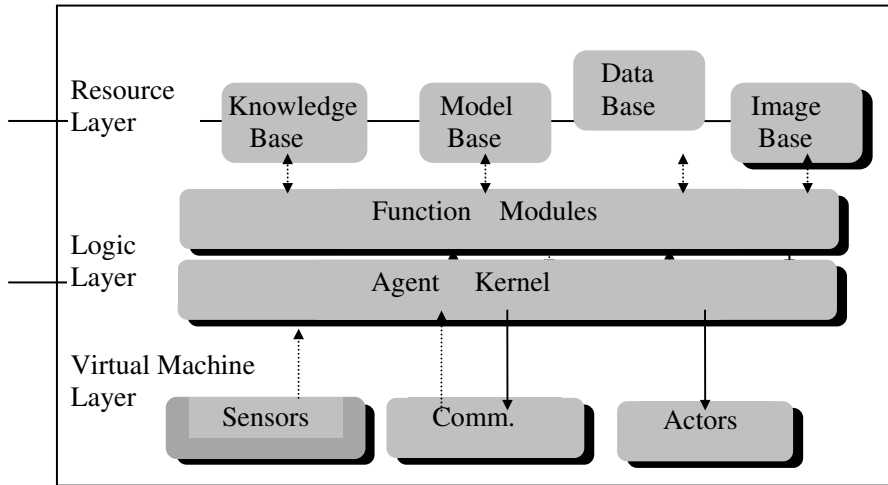 Resource
Layer
Knowledge
Base
Model
Base
Data
Base
Image
Base
Function Modules
Logic
Layer
Agent Kernel
Virtual Machine
Layer
Sensors
Comm.
Actors